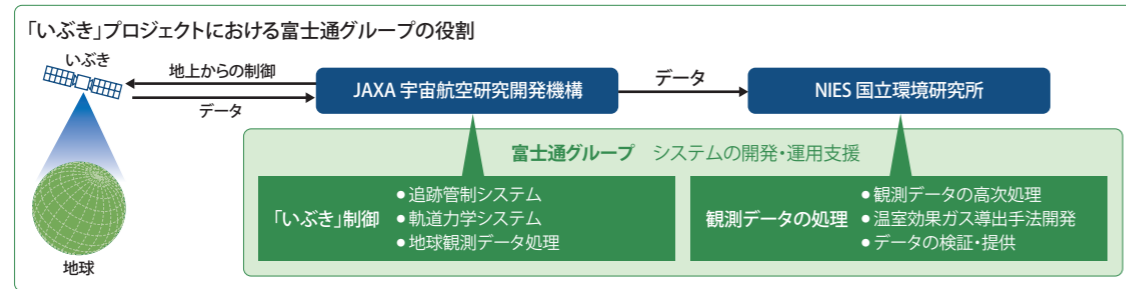 「いぶき」プロジェクトにおける富士通グループの役割
いぶき
地上からの制御
データ
JAXA 宇宙航空研究開発機構
データ
NIES 国立環境研究所
地球
富士通グループ システムの開発・運用支援
「いぶき」制御
●追跡管制システム
●軌道力学システム
●地球観測データ処理
観測データの処理
●観測データの高次処理
●温室効果ガス導出手法開発
●データの検証・提供